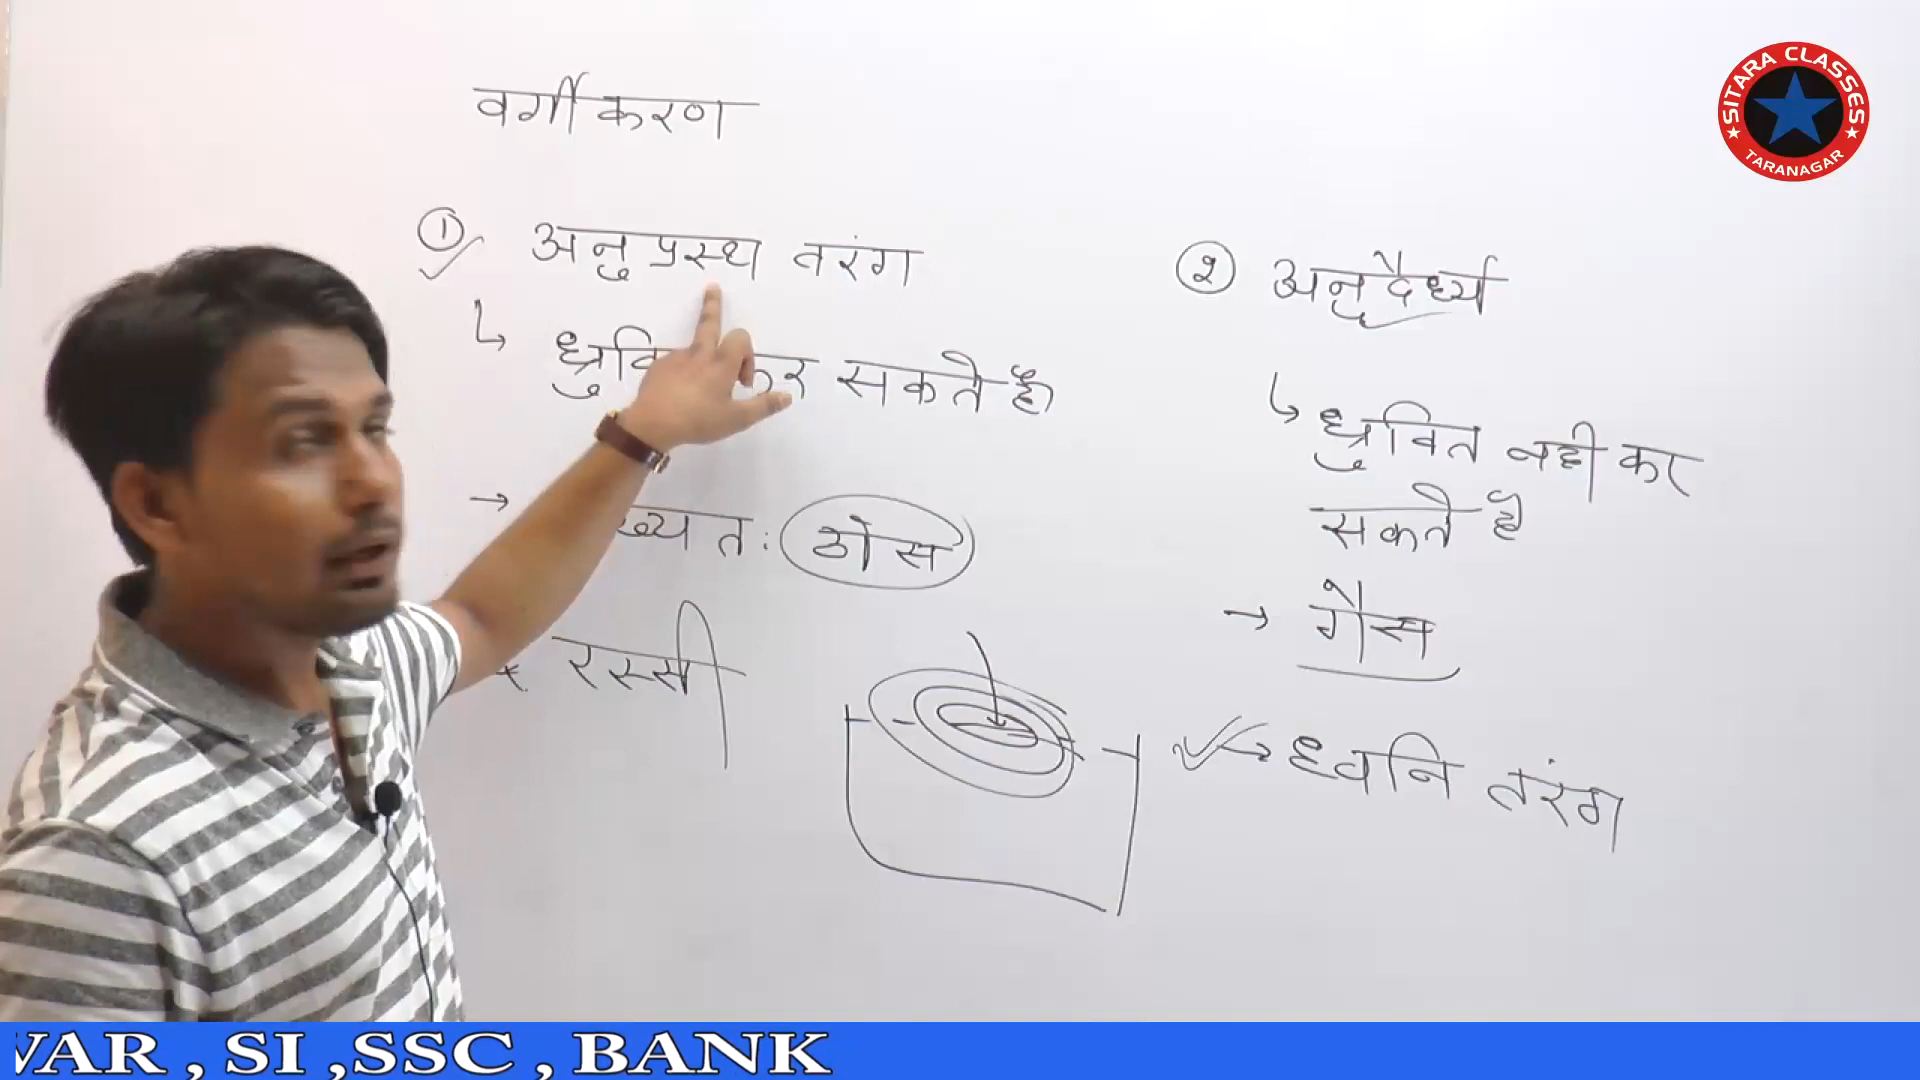 वर्गीकरण
① अनुप्रस्थ तरंग
↳ कर सकते है
→ ठोस
* रस्सी
② अनुदैर्ध्य
↳ ध्रुवित नही कर
सकते है
→ गैस
→ ध्वनि तरंग
SITARA CLASSES
TARANAGAR
VAR , SI ,SSC , BANK